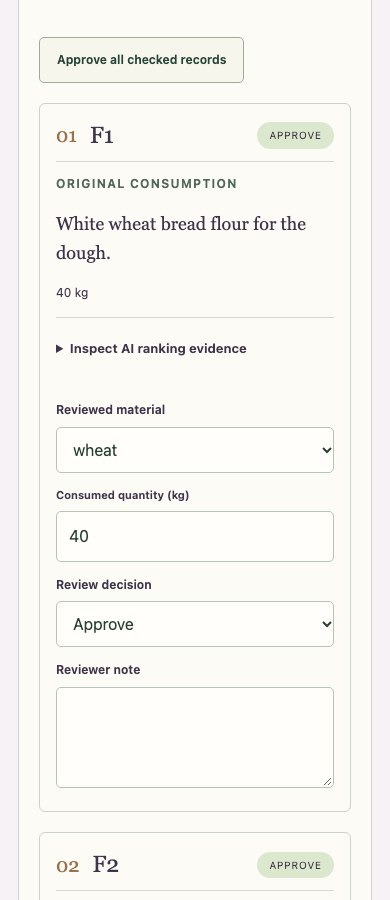 Approve all checked records
01 F1 APPROVE
ORIGINAL CONSUMPTION
White wheat bread flour for the
dough.
40 kg
Inspect AI ranking evidence
Reviewed material
wheat
Consumed quantity (kg)
40
Review decision
Approve
Reviewer note
02 F2 APPROVE